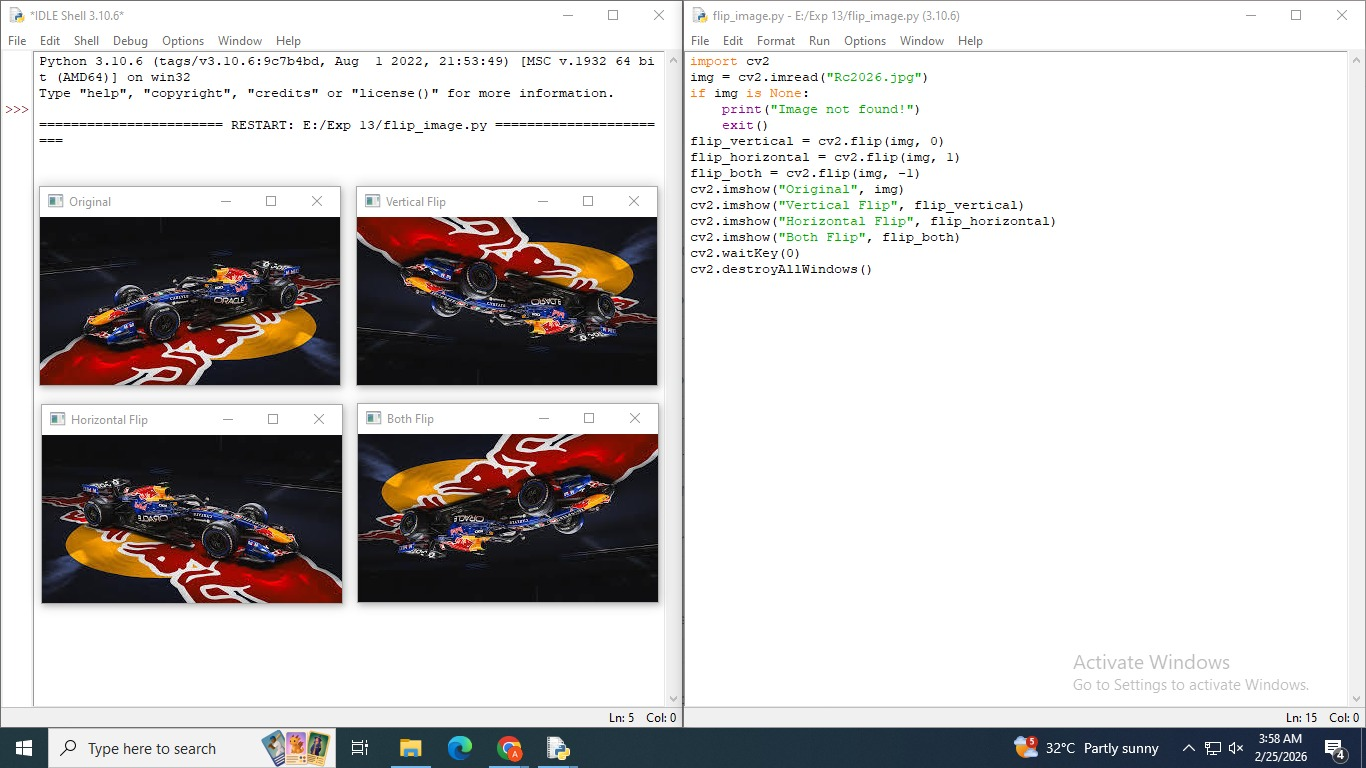 *IDLE Shell 3.10.6*
File Edit Shell Debug Options Window Help
Python 3.10.6 (tags/v3.10.6:9c7b4bd, Aug  1 2022, 21:53:49) [MSC v.1932 64 bi
t (AMD64)] on win32
Type "help", "copyright", "credits" or "license()" for more information.
>>>
======================= RESTART: E:/Exp 13/flip_image.py ====================
===
Original
ORACLE
Vertical Flip
Horizontal Flip
Both Flip
Ln: 5 Col: 0
flip_image.py - E:/Exp 13/flip_image.py (3.10.6)
File Edit Format Run Options Window Help
import cv2
img = cv2.imread("Rc2026.jpg")
if img is None:
    print("Image not found!")
    exit()
flip_vertical = cv2.flip(img, 0)
flip_horizontal = cv2.flip(img, 1)
flip_both = cv2.flip(img, -1)
cv2.imshow("Original", img)
cv2.imshow("Vertical Flip", flip_vertical)
cv2.imshow("Horizontal Flip", flip_horizontal)
cv2.imshow("Both Flip", flip_both)
cv2.waitKey(0)
cv2.destroyAllWindows()
Activate Windows
Go to Settings to activate Windows.
Ln: 15 Col: 0
Type here to search
5
32°C Partly sunny
3:58 AM
2/25/2026
4